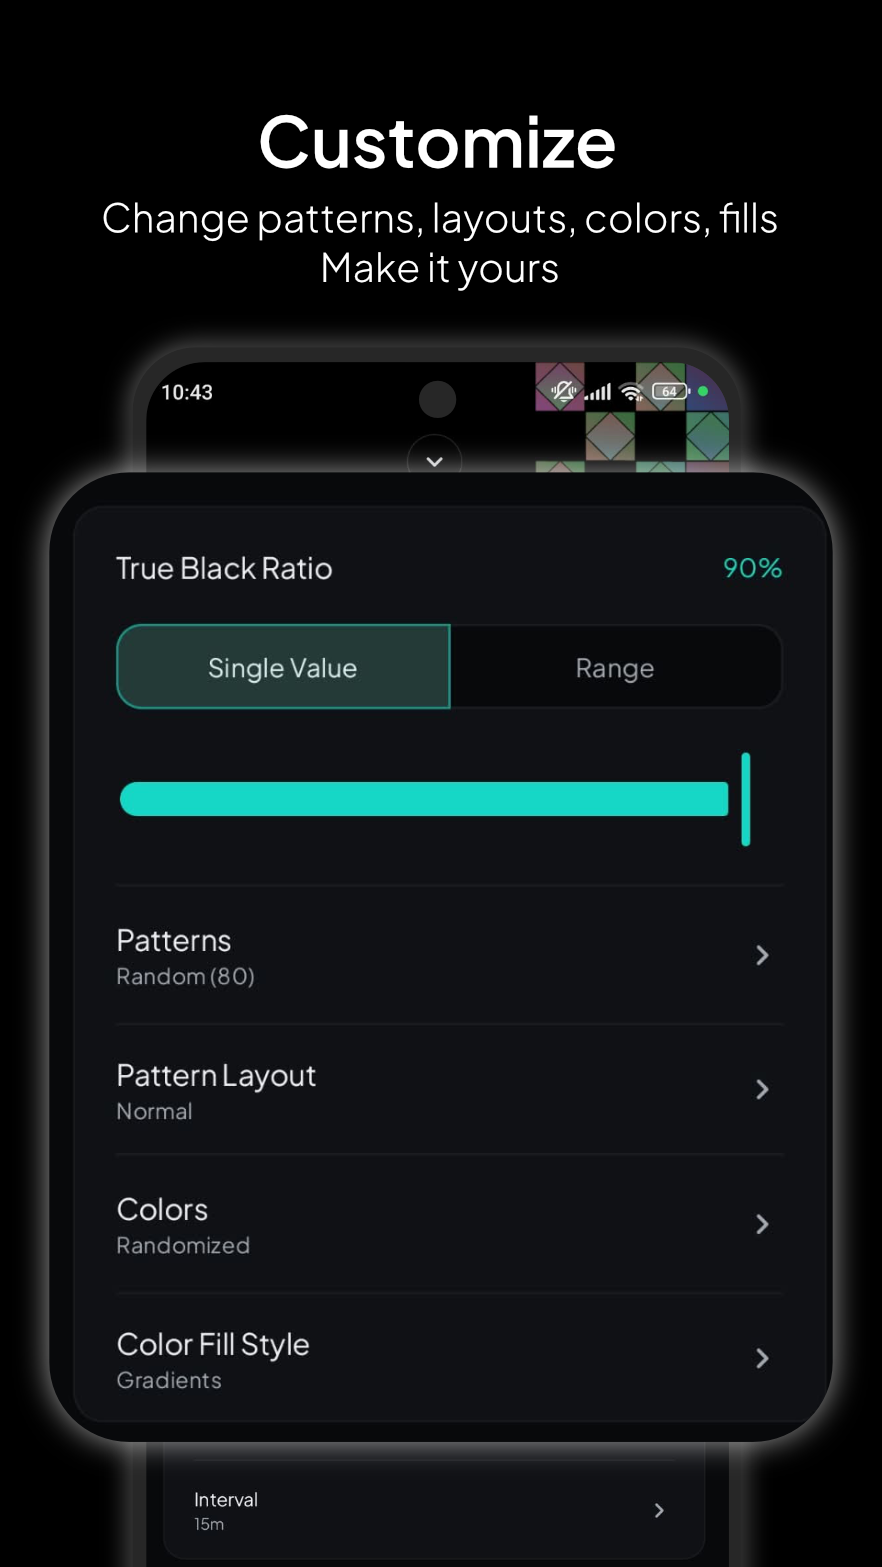 Customize
Change patterns, layouts, colors, fills
Make it yours
10:43
64
True Black Ratio
90%
Single Value
Range
Patterns
Random (80)
Pattern Layout
Normal
Colors
Randomized
Color Fill Style
Gradients
Interval
15m